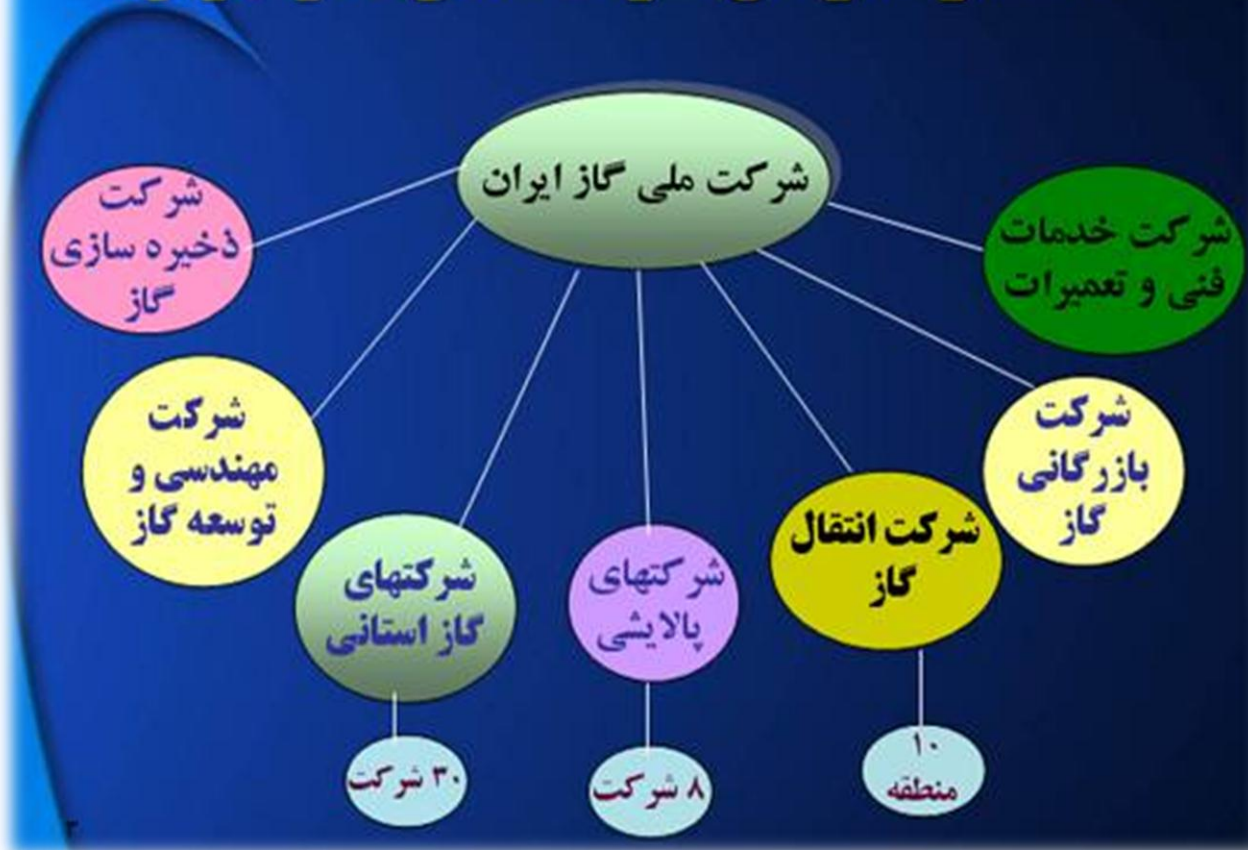 شرکت ملی گاز ایران
شرکت خدمات
فنی و تعمیرات
شرکت
بازرگانی
گاز
شرکت انتقال
گاز
۱۰
منطقه
شرکتهای
پالایشی
۸ شرکت
شرکتهای
گاز استانی
۳۰ شرکت
شرکت
مهندسی و
توسعه گاز
شرکت
ذخیره سازی
گاز
۳